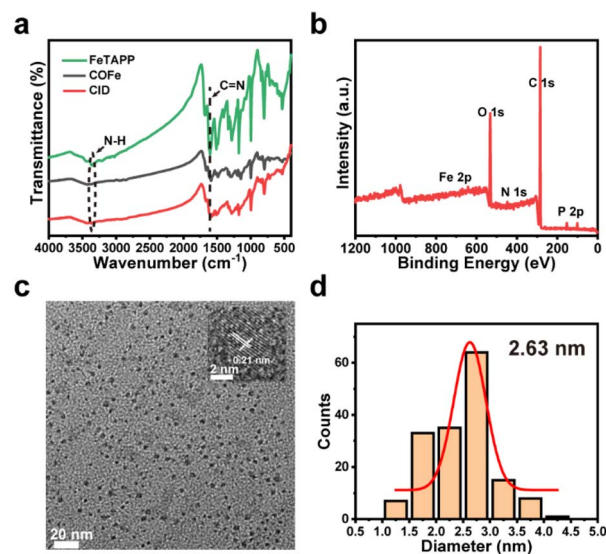 a
FeTAPP
COFe
CID
C=N
N-H
Transmittance (%)
4000 3500 3000 2500 2000 1500 1000 500
Wavenumber (cm⁻¹)
b
C 1s
O 1s
Fe 2p
N 1s
P 2p
Intensity (a.u.)
1200 1000 800 600 400 200 0
Binding Energy (eV)
c
0.21 nm
2 nm
20 nm
d
2.63 nm
60
40
20
0
Counts
0.5 1.0 1.5 2.0 2.5 3.0 3.5 4.0 4.5 5.0
Diameter (nm)